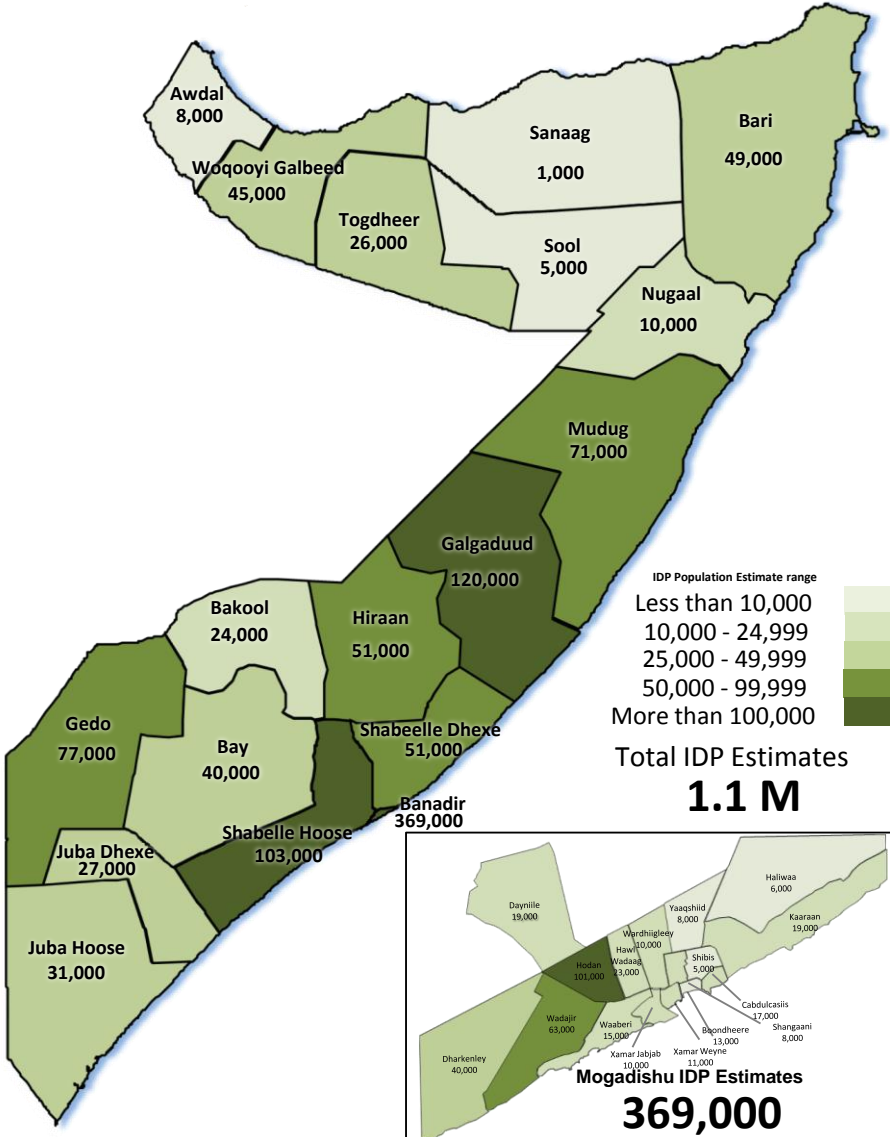 Awdal
8,000
Woqooyi Galbeed
45,000
Togdheer
26,000
Sanaag
1,000
Sool
5,000
Bari
49,000
Nugaal
10,000
Mudug
71,000
Galgaduud
120,000
Hiraan
51,000
Bakool
24,000
Gedo
77,000
Bay
40,000
Shabeelle Dhexe
51,000
Banadir
369,000
Shabelle Hoose
103,000
Juba Dhexe
27,000
Juba Hoose
31,000
IDP Population Estimate range
Less than 10,000
10,000 - 24,999
25,000 - 49,999
50,000 - 99,999
More than 100,000
Total IDP Estimates
1.1 M
Dayniile
19,000
Haliwaa
6,000
Yaaqshiid
8,000
Kaaraan
19,000
Wardhiigleey
10,000
Hawl
Wadaag
23,000
Hodan
101,000
Shibis
5,000
Cabdulcasiis
17,000
Shangaani
8,000
Boondheere
13,000
Xamar Weyne
11,000
Xamar Jabjab
10,000
Waaberi
15,000
Wadajir
63,000
Dharkenley
40,000
Mogadishu IDP Estimates
369,000